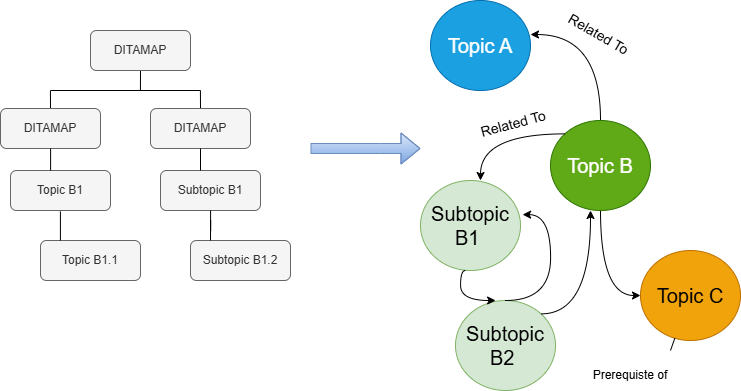 DITAMAP
DITAMAP
DITAMAP
Topic B1
Subtopic B1
Topic B1.1
Subtopic B1.2
Topic A
Related To
Related To
Topic B
Subtopic
B1
Topic C
Subtopic
B2
Prerequiste of